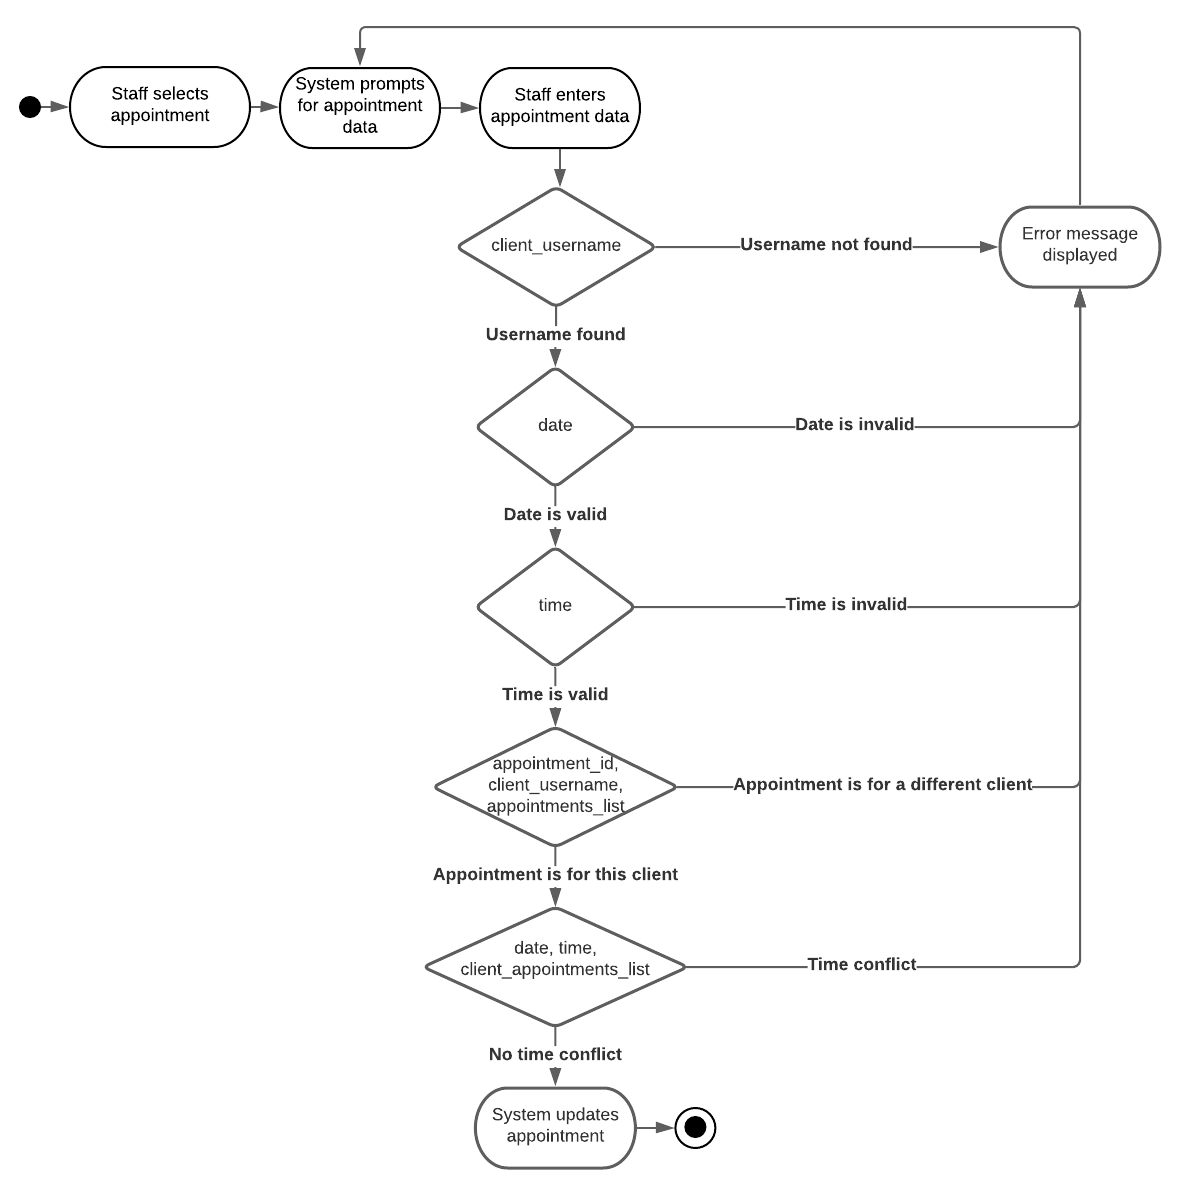 Staff selects
appointment
System prompts
for appointment
data
Staff enters
appointment data
client_username
Username not found
Error message
displayed
Username found
date
Date is invalid
Date is valid
time
Time is invalid
Time is valid
appointment_id,
client_username,
appointments_list
Appointment is for a different client
Appointment is for this client
date, time,
client_appointments_list
Time conflict
No time conflict
System updates
appointment